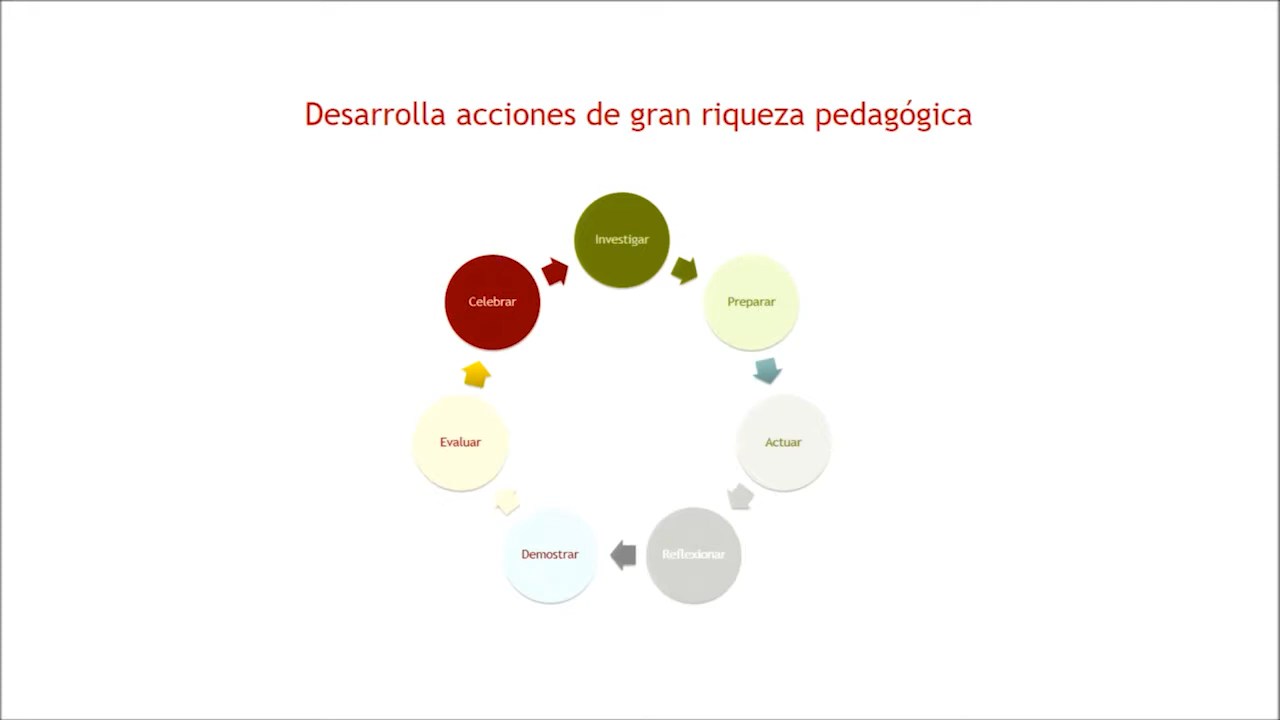 Desarrolla acciones de gran riqueza pedagógica
Investigar
Preparar
Actuar
Reflexionar
Demostrar
Evaluar
Celebrar